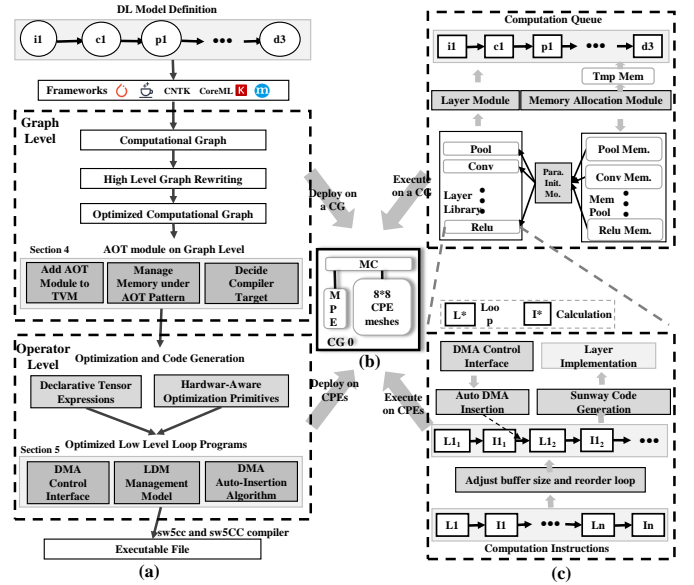 DL Model Definition
i1
c1
p1
•••
d3
Frameworks
CNTK
CoreML
K
m
Graph
Level
Computational Graph
High Level Graph Rewriting
Optimized Computational Graph
Section 4
AOT module on Graph Level
Add AOT
Module to
TVM
Manage
Memory under
AOT Pattern
Decide
Compiler
Target
Operator
Level
Optimization and Code Generation
Declarative Tensor
Expressions
Hardwar-Aware
Optimization Primitives
Section 5
Optimized Low Level Loop Programs
DMA
Control
Interface
LDM
Management
Model
DMA
Auto-Insertion
Algorithm
sw5cc and sw5CC compiler
Executable File
(a)
Deploy on
a CG
Execute
on a CG
MC
M
P
E
8*8
CPE
meshes
CG 0
(b)
Deploy on
CPEs
Execute
on CPEs
Computation Queue
i1
c1
p1
•••
d3
Tmp Mem
Layer Module
Memory Allocation Module
Pool
Conv
Layer
Library
Relu
Para.
Init.
Mo.
Pool Mem.
Conv Mem.
Mem
Pool
Relu Mem.
L*
Loo
p
I*
Calculation
DMA Control
Interface
Layer
Implementation
Auto DMA
Insertion
Sunway Code
Generation
L1₁
I1₁
L1₂
I1₂
•••
Adjust buffer size and reorder loop
L1
I1
•••
Ln
In
Computation Instructions
(c)